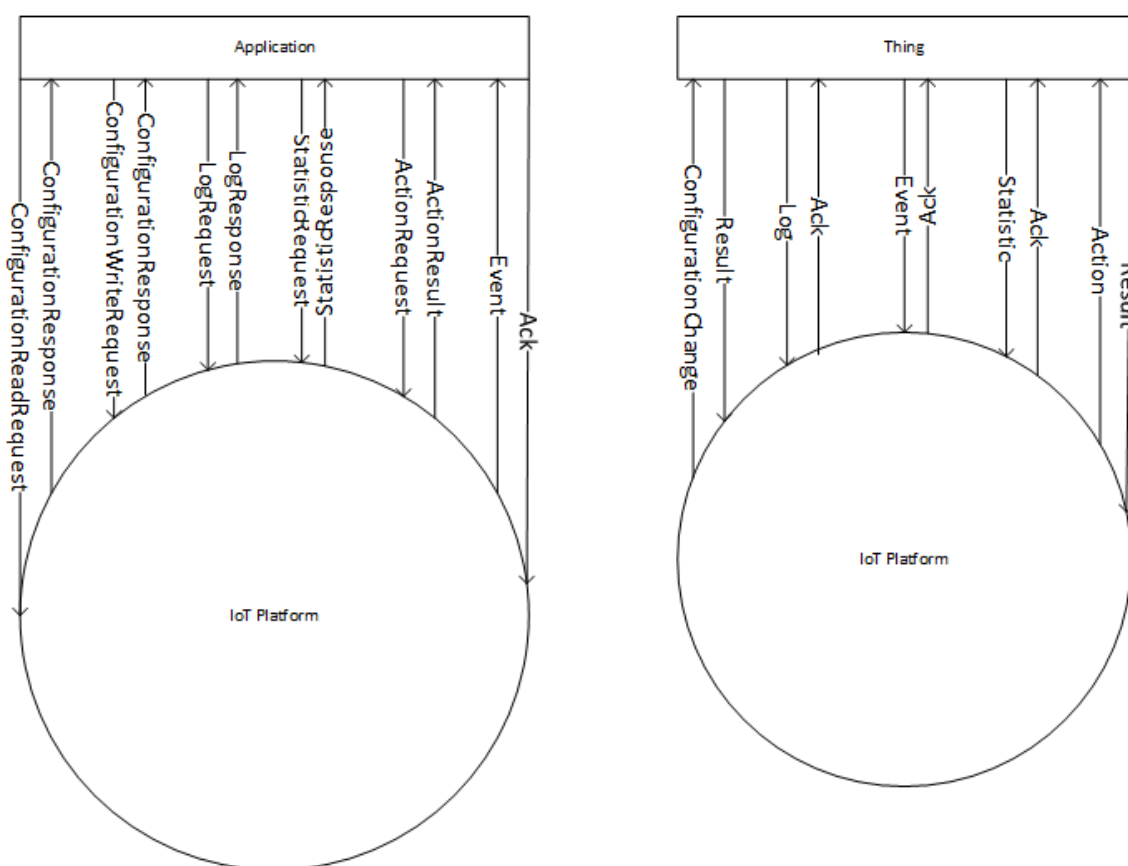 Application
ConfigurationReadRequest
ConfigurationResponse
ConfigurationWriteRequest
ConfigurationResponse
LogRequest
LogResponse
StatisticRequest
StatisticResponse
ActionRequest
ActionResult
Event
Ack
IoT Platform
Thing
ConfigurationChange
Result
Log
Ack
Event
Ack
Statistic
Ack
Action
Result
IoT Platform